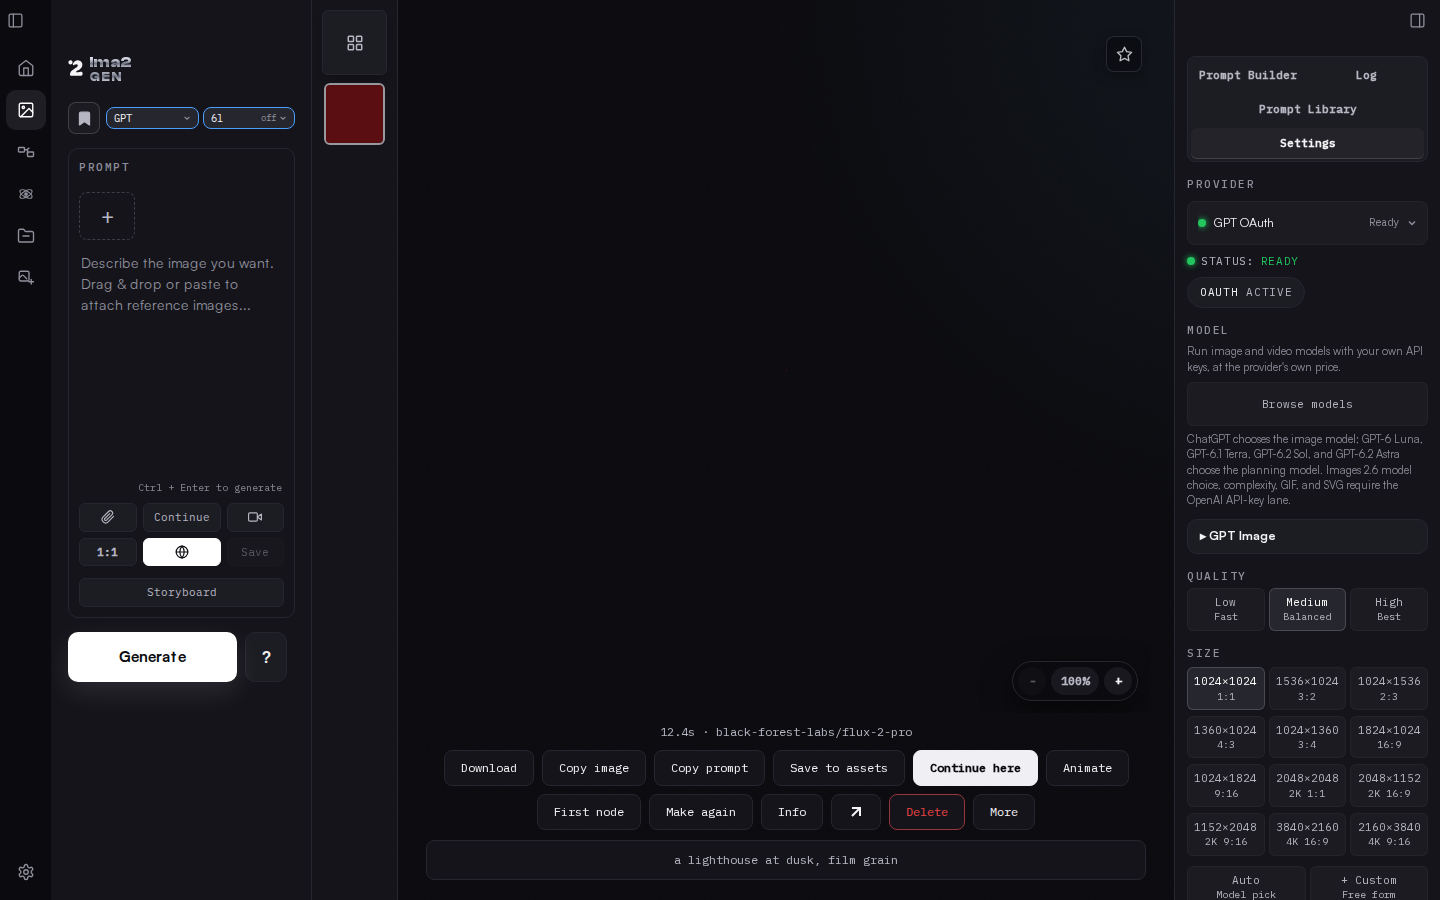 2 Ima2
GEN
GPT
6l off
PROMPT
+
Describe the image you want.
Drag & drop or paste to
attach reference images...
Ctrl + Enter to generate
Continue
1:1
Save
Storyboard
Generate
?
- 100% +
12.4s · black-forest-labs/flux-2-pro
Download
Copy image
Copy prompt
Save to assets
Continue here
Animate
First node
Make again
Info
Delete
More
a lighthouse at dusk, film grain
Prompt Builder
Log
Prompt Library
Settings
PROVIDER
GPT OAuth
Ready
STATUS: READY
OAUTH ACTIVE
MODEL
Run image and video models with your own API
keys, at the provider's own price.
Browse models
ChatGPT chooses the image model; GPT-6 Luna,
GPT-6.1 Terra, GPT-6.2 Sol, and GPT-6.2 Astra
choose the planning model. Images 2.6 model
choice, complexity, GIF, and SVG require the
OpenAI API-key lane.
▸ GPT Image
QUALITY
Low
Fast
Medium
Balanced
High
Best
SIZE
1024×1024
1:1
1536×1024
3:2
1024×1536
2:3
1360×1024
4:3
1024×1360
3:4
1824×1024
16:9
1024×1824
9:16
2048×2048
2K 1:1
2048×1152
2K 16:9
1152×2048
2K 9:16
3840×2160
4K 16:9
2160×3840
4K 9:16
Auto
Model pick
+ Custom
Free form